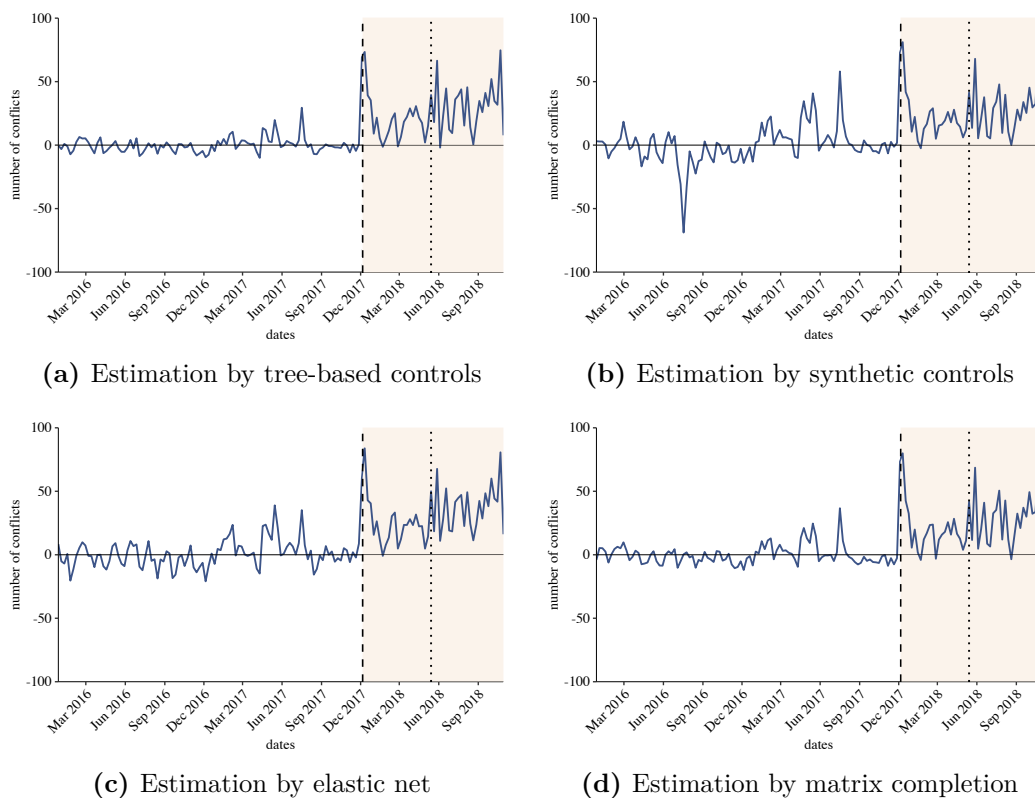 100
50
0
-50
-100
number of conflicts
Mar 2016
Jun 2016
Sep 2016
Dec 2016
Mar 2017
Jun 2017
Sep 2017
Dec 2017
Mar 2018
Jun 2018
Sep 2018
dates
(a) Estimation by tree-based controls
100
50
0
-50
-100
number of conflicts
Mar 2016
Jun 2016
Sep 2016
Dec 2016
Mar 2017
Jun 2017
Sep 2017
Dec 2017
Mar 2018
Jun 2018
Sep 2018
dates
(b) Estimation by synthetic controls
100
50
0
-50
-100
number of conflicts
Mar 2016
Jun 2016
Sep 2016
Dec 2016
Mar 2017
Jun 2017
Sep 2017
Dec 2017
Mar 2018
Jun 2018
Sep 2018
dates
(c) Estimation by elastic net
100
50
0
-50
-100
number of conflicts
Mar 2016
Jun 2016
Sep 2016
Dec 2016
Mar 2017
Jun 2017
Sep 2017
Dec 2017
Mar 2018
Jun 2018
Sep 2018
dates
(d) Estimation by matrix completion